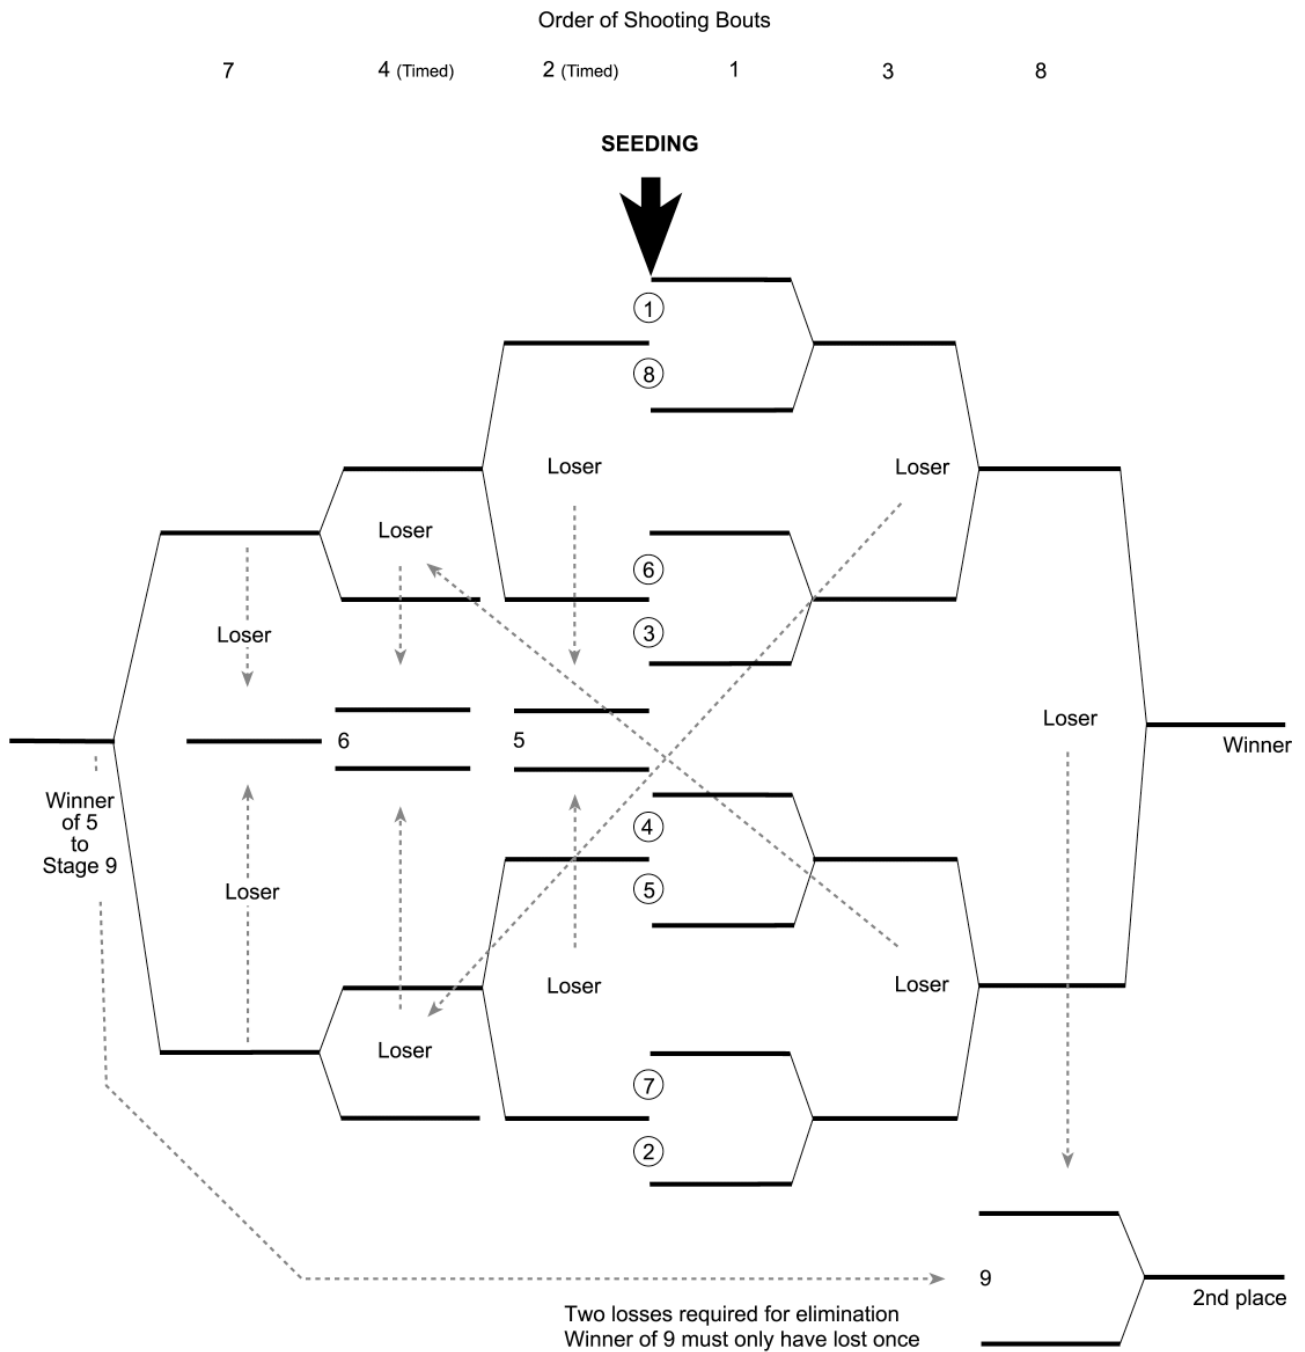 Order of Shooting Bouts
7 4 (Timed) 2 (Timed) 1 3 8
SEEDING
1
8
Loser
Loser
Loser
6
3
Loser
Loser
6
5
Winner
Winner
of 5
to
Stage 9
4
5
Loser
Loser
Loser
Loser
7
2
9
2nd place
Two losses required for elimination
Winner of 9 must only have lost once